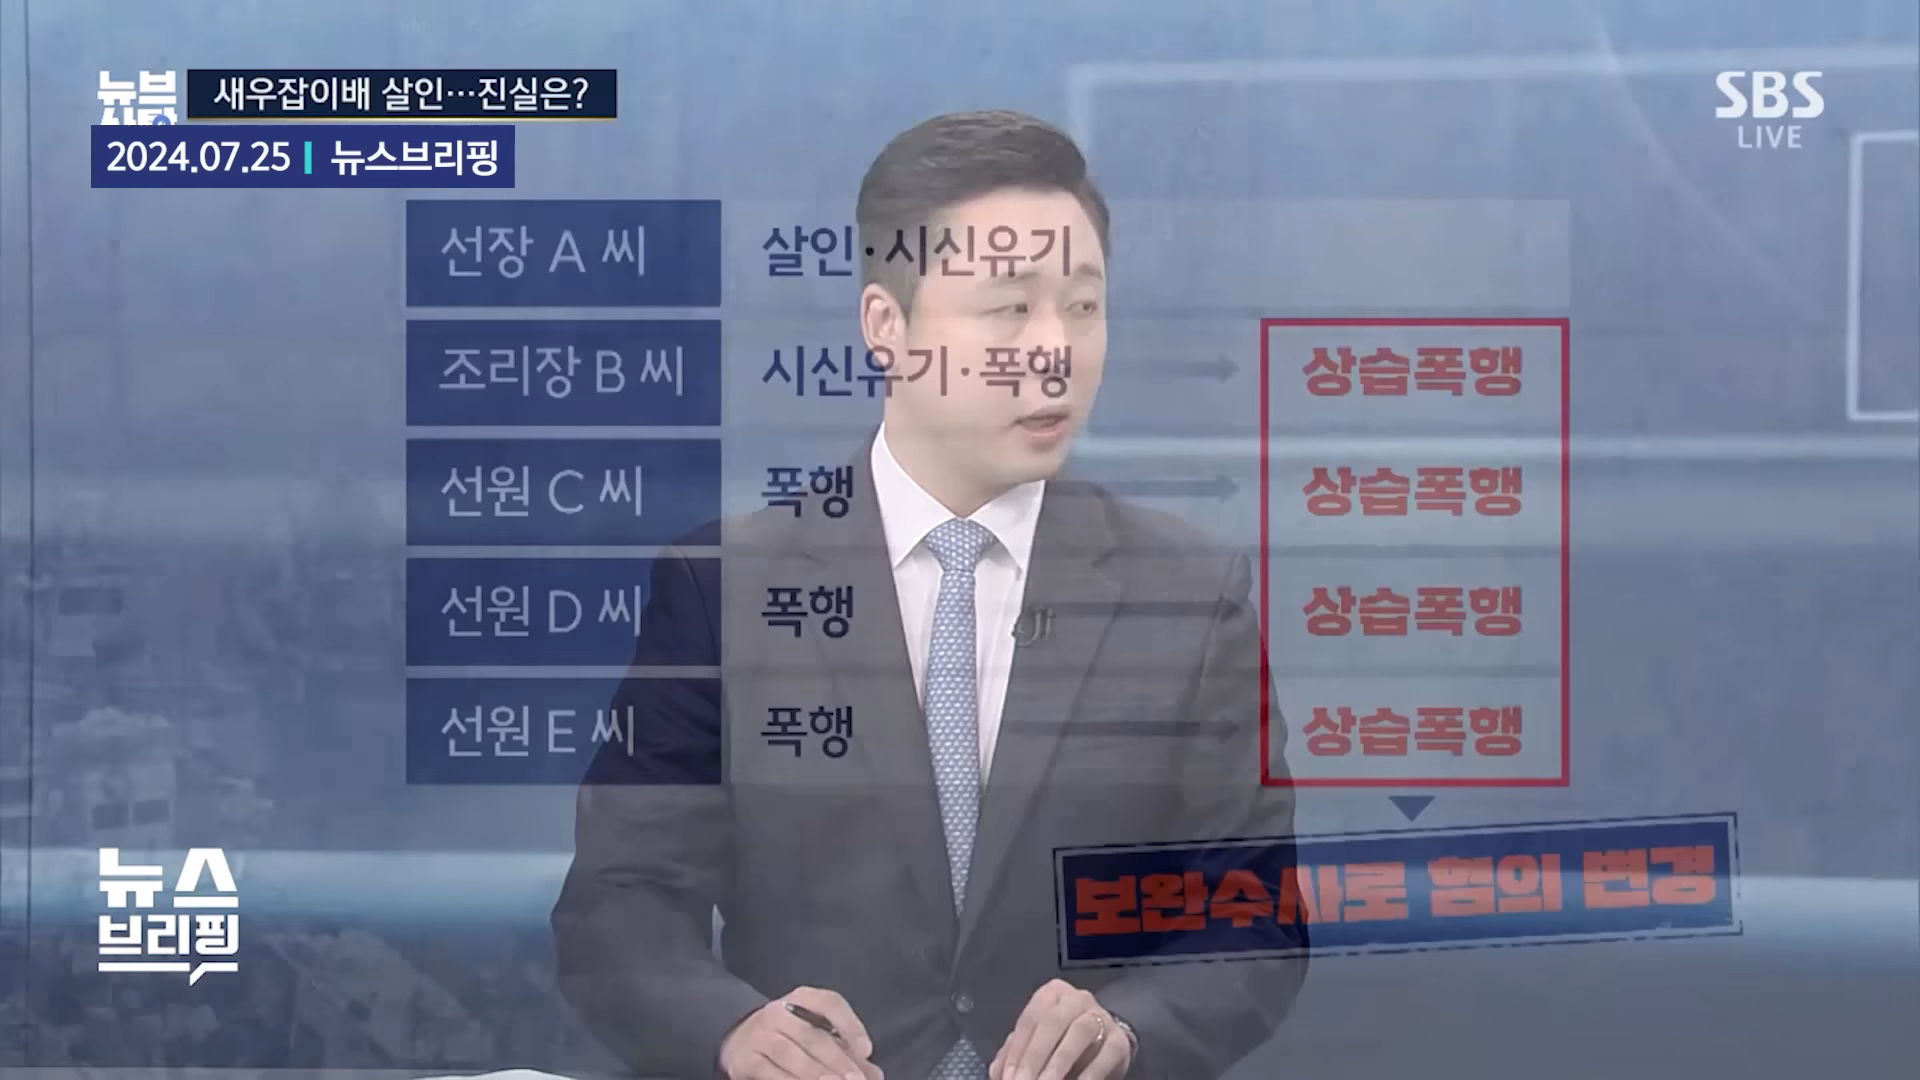 뉴브
새우잡이배 살인…진실은?
SBS
LIVE
2024.07.25 | 뉴스브리핑
선장 A 씨 살인·시신유기
조리장 B 씨 시신유기·폭행 → 상습폭행
선원 C 씨 폭행 → 상습폭행
선원 D 씨 폭행 → 상습폭행
선원 E 씨 폭행 → 상습폭행
보완수사로 혐의 변경
뉴스
브리핑